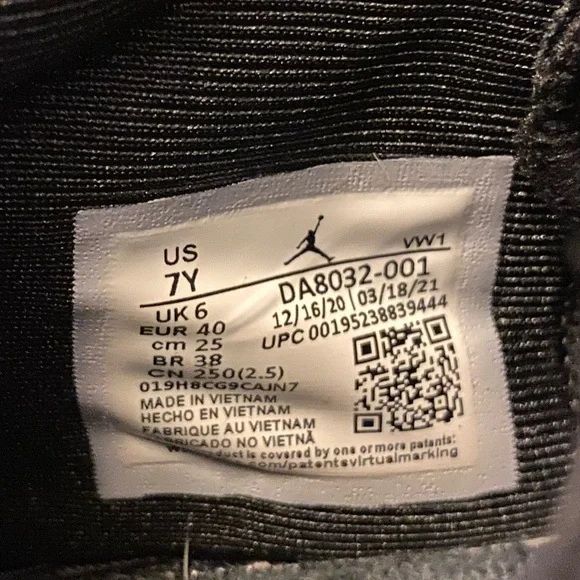 US
7Y
VW1
DA8032-001
UK 6
12/16/20 03/18/21
EUR 40
UPC 00195238839444
cm 25
BR 38
CN 250(2.5)
019H8CG9CAJN7
MADE IN VIETNAM
HECHO EN VIETNAM
FABRIQUE AU VIETNAM
FABRICADO NO VIETNÃ
is covered by one or more patents:
.com/patentsvirtualmarking